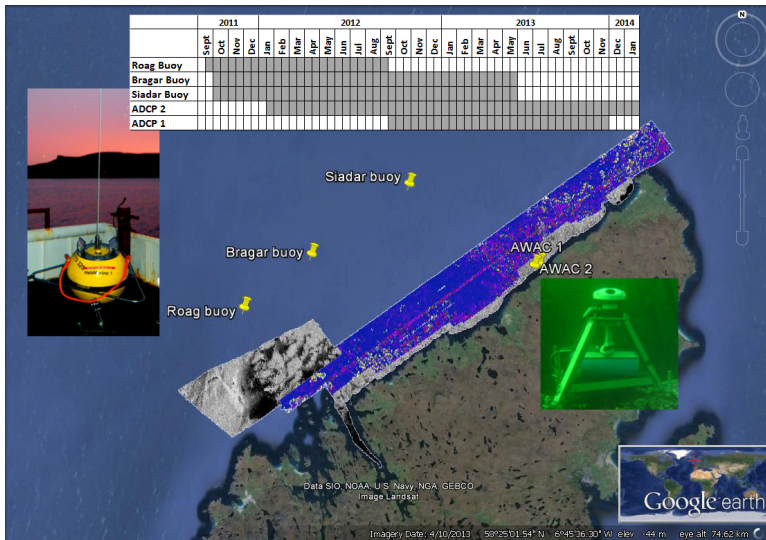 2011 2012 2013 2014
Sept Oct Nov Dec Jan Feb Mar Apr May Jun Jul Aug Sept Oct Nov Dec Jan Feb Mar Apr May Jun Jul Aug Sept Oct Nov Dec Jan
Roag Buoy
Bragar Buoy
Siadar Buoy
ADCP 2
ADCP 1
Siadar buoy
Bragar buoy
AWAC 1
AWAC 2
Roag buoy
Data SIO, NOAA, U.S. Navy, NGA, GEBCO
Image Landsat
Google earth
Imagery Date: 4/10/2013 58°25'01.54" N 6°45'36.30" W elev -44 m eye alt 74.62 km
N